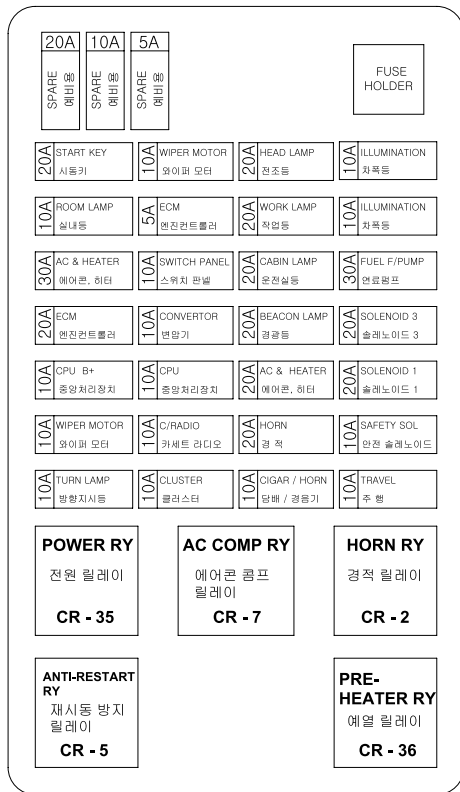 20A 10A 5A
SPARE 예비용
SPARE 예비용
SPARE 예비용
FUSE
HOLDER
20A START KEY
시동키
10A WIPER MOTOR
와이퍼 모터
20A HEAD LAMP
전조등
10A ILLUMINATION
차폭등
10A ROOM LAMP
실내등
5A ECM
엔진컨트롤러
20A WORK LAMP
작업등
10A ILLUMINATION
차폭등
30A AC & HEATER
에어콘, 히터
10A SWITCH PANEL
스위치 판넬
20A CABIN LAMP
운전실등
30A FUEL F/PUMP
연료펌프
20A ECM
엔진컨트롤러
10A CONVERTOR
변압기
20A BEACON LAMP
경광등
20A SOLENOID 3
솔레노이드 3
10A CPU B+
중앙처리장치
10A CPU
중앙처리장치
20A AC & HEATER
에어콘, 히터
20A SOLENOID 1
솔레노이드 1
10A WIPER MOTOR
와이퍼 모터
10A C/RADIO
카세트 라디오
20A HORN
경 적
10A SAFETY SOL
안전 솔레노이드
10A TURN LAMP
방향지시등
10A CLUSTER
클러스터
10A CIGAR / HORN
담배 / 경음기
10A TRAVEL
주 행
POWER RY
전원 릴레이
CR - 35
AC COMP RY
에어콘 콤프
릴레이
CR - 7
HORN RY
경적 릴레이
CR - 2
ANTI-RESTART
RY
재시동 방지
릴레이
CR - 5
PRE-
HEATER RY
예열 릴레이
CR - 36